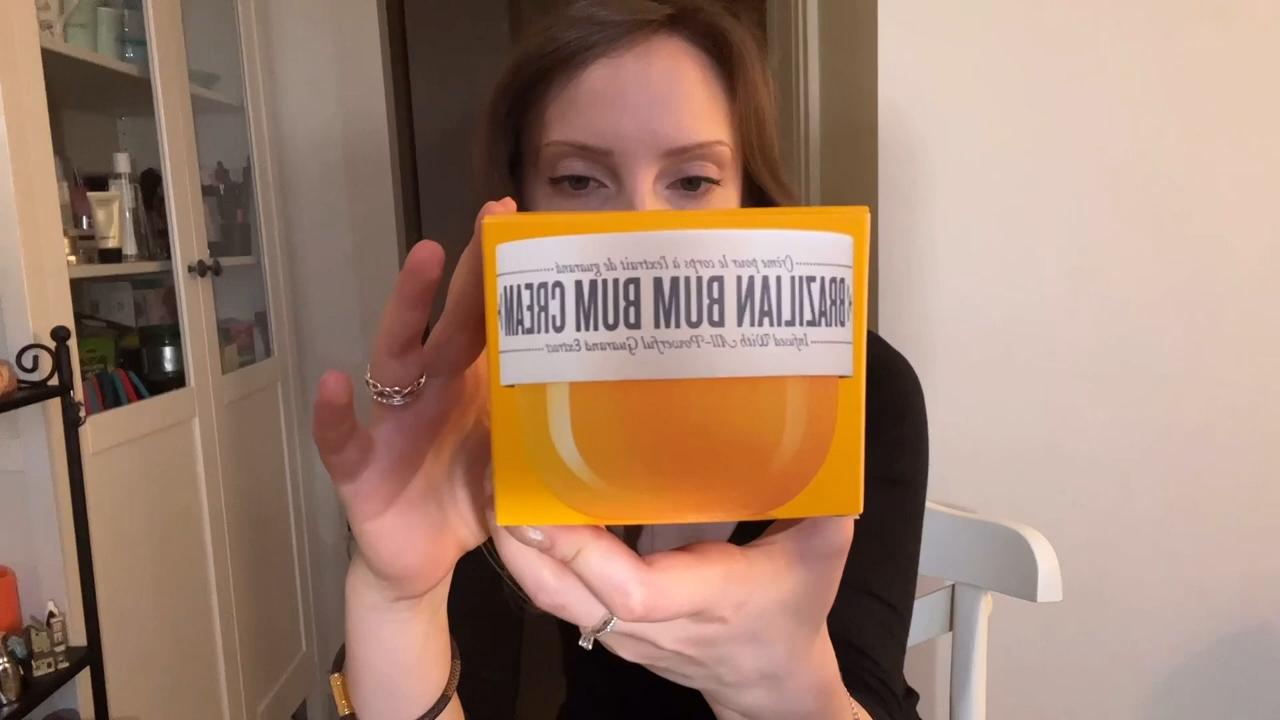 Crème pour le corps à l'extrait de guaraná
BRAZILIAN BUM BUM CREAM
Infused With All-Powerful Guaraná Extract